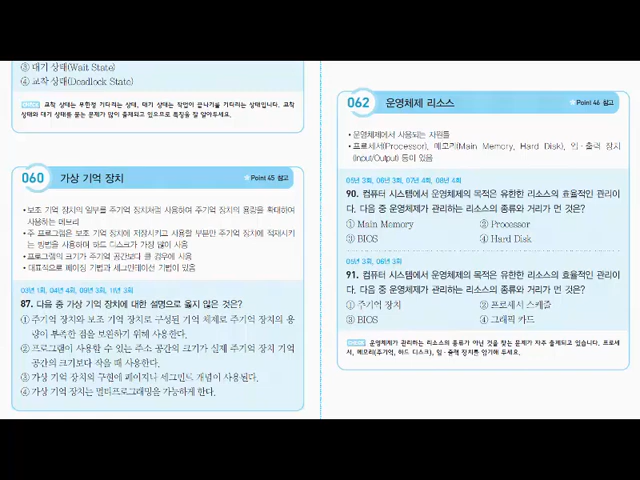 ③ 대기 상태(Wait State)
④ 교착 상태(Deadlock State)
교착 상태는 무한정 기다리는 상태, 대기 상태는 작업이 끝나기를 기다리는 상태입니다. 교착
상태와 대기 상태를 묻는 문제가 많이 출제되고 있으므로 특징을 잘 알아두세요.
060 가상 기억 장치 Point 45 참고
• 보조 기억 장치의 일부를 주기억 장치처럼 사용하여 주기억 장치의 용량을 확대하여
사용하는 메모리
• 주 프로그램은 보조 기억 장치에 저장시키고 사용할 부분만 주기억 장치에 적재시키
는 방법을 사용하며 하드 디스크가 가장 많이 사용
• 프로그램의 크기가 주기억 공간보다 클 경우에 사용
• 대표적으로 페이징 기법과 세그먼테이션 기법이 있음
03년 1회, 04년 4회, 09년 3회, 11년 3회
87. 다음 중 가상 기억 장치에 대한 설명으로 옳지 않은 것은?
① 주기억 장치와 보조 기억 장치로 구성된 기억 체제로 주기억 장치의 용
량이 부족한 점을 보완하기 위해 사용한다.
② 프로그램이 사용할 수 있는 주소 공간의 크기가 실제 주기억 장치 기억
공간의 크기보다 작을 때 사용한다.
③ 가상 기억 장치의 구현에 페이지나 세그먼트 개념이 사용된다.
④ 가상 기억 장치는 멀티프로그래밍을 가능하게 한다.
062 운영체제 리소스 Point 46 참고
• 운영체제에서 사용되는 자원들
• 프로세서(Processor), 메모리(Main Memory, Hard Disk), 입·출력 장치
(Input/Output) 등이 있음
05년 3회, 06년 3회, 07년 4회, 08년 4회
90. 컴퓨터 시스템에서 운영체제의 목적은 유한한 리소스의 효율적인 관리이
다. 다음 중 운영체제가 관리하는 리소스의 종류와 거리가 먼 것은?
① Main Memory ② Processor
③ BIOS ④ Hard Disk
05년 3회, 06년 3회
91. 컴퓨터 시스템에서 운영체제의 목적은 유한한 리소스의 효율적인 관리이
다. 다음 중 운영체제가 관리하는 리소스의 종류와 거리가 먼 것은?
① 주기억 장치 ② 프로세서 스케줄
③ BIOS ④ 그래픽 카드
운영체제가 관리하는 리소스의 종류가 아닌 것을 찾는 문제가 자주 출제되고 있습니다. 프로세
서, 메모리(주기억, 하드 디스크), 입·출력 장치를 암기해 두세요.